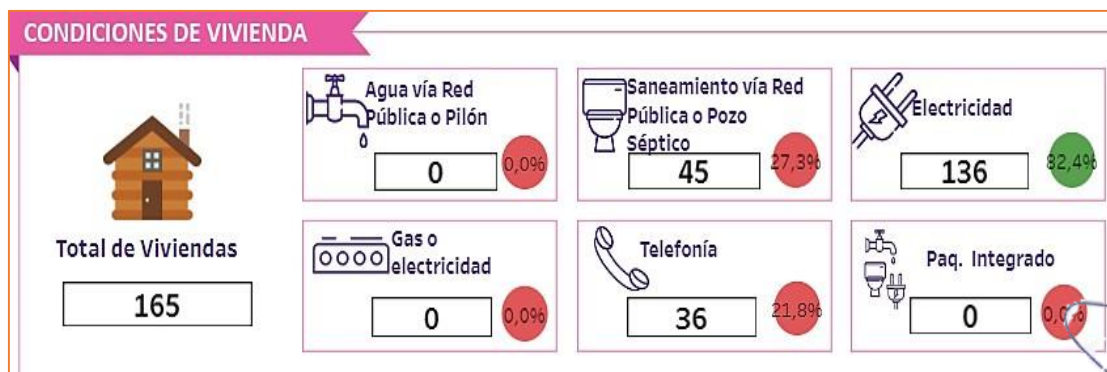 CONDICIONES DE VIVIENDA
Total de Viviendas
165
Agua vía Red
Pública o Pilón
0
0,0%
Saneamiento vía Red
Pública o Pozo
Séptico
45
27,3%
Electricidad
136
82,4%
Gas o
electricidad
0
0,0%
Telefonía
36
21,8%
Paq. Integrado
0
0,0%